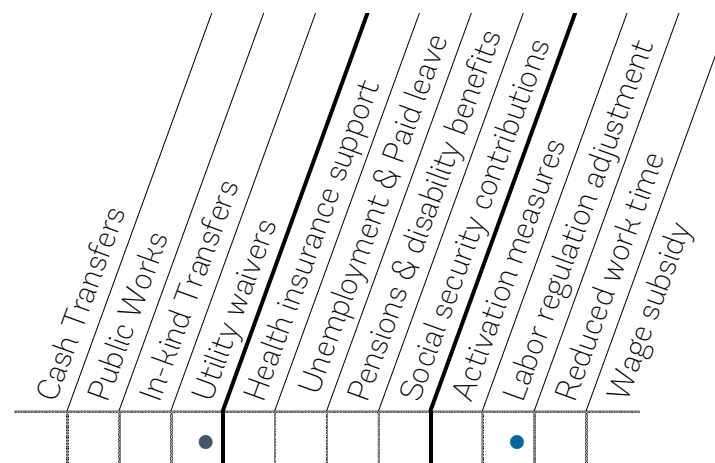 Cash Transfers
Public Works
In-kind Transfers
Utility waivers
Health insurance support
Unemployment & Paid leave
Pensions & disability benefits
Social security contributions
Activation measures
Labor regulation adjustment
Reduced work time
Wage subsidy